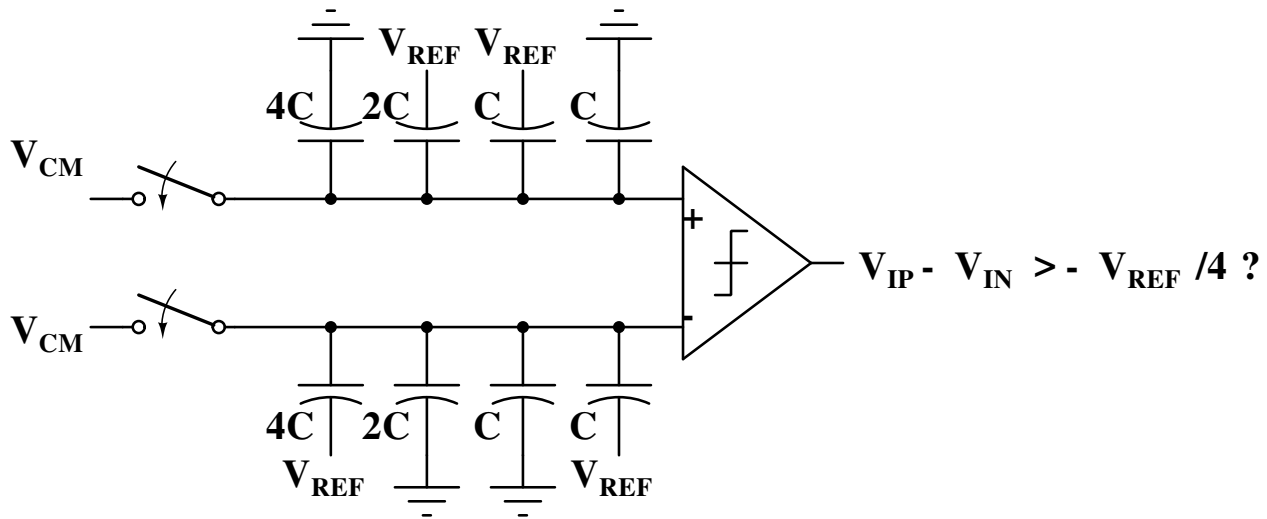 V_REF V_REF
4C 2C C C
V_CM
+
V_IP - V_IN > - V_REF /4 ?
-
V_CM
4C 2C C C
V_REF V_REF